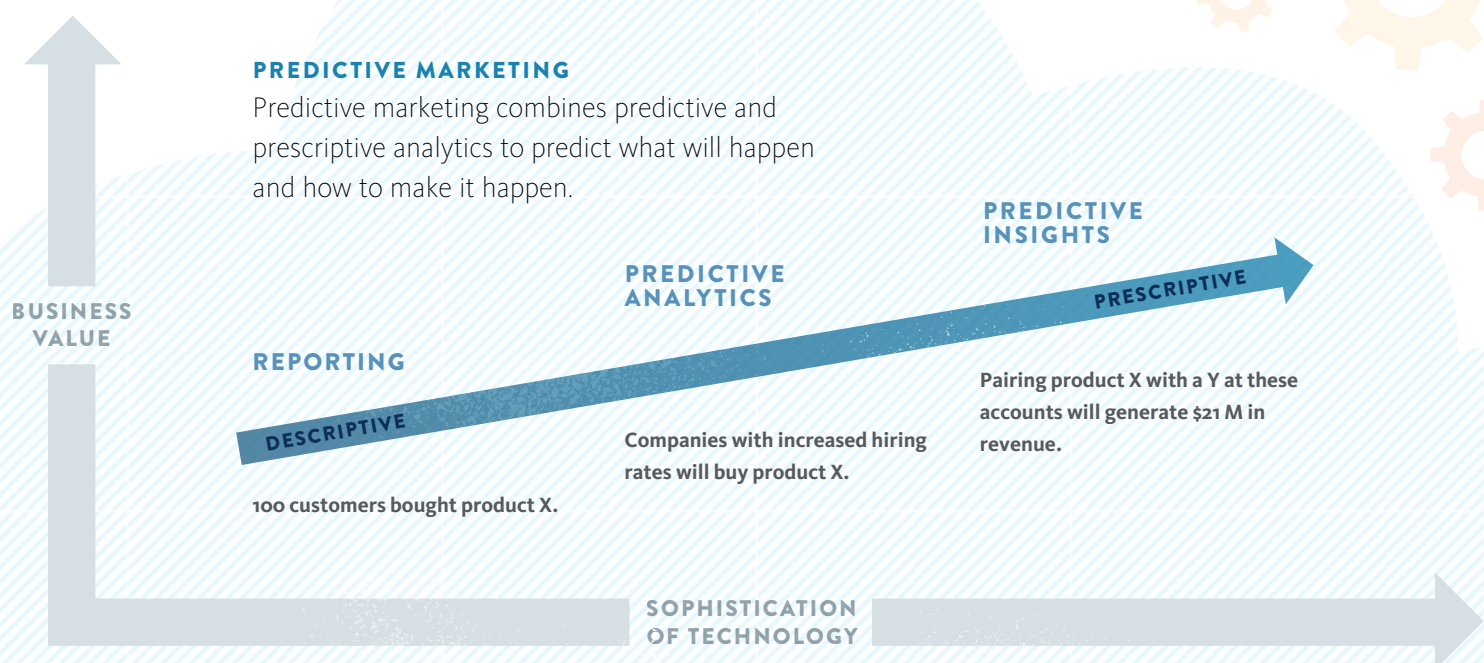 PREDICTIVE MARKETING
Predictive marketing combines predictive and
prescriptive analytics to predict what will happen
and how to make it happen.
BUSINESS
VALUE
REPORTING
DESCRIPTIVE
100 customers bought product X.
PREDICTIVE
ANALYTICS
Companies with increased hiring
rates will buy product X.
PREDICTIVE
INSIGHTS
PRESCRIPTIVE
Pairing product X with a Y at these
accounts will generate $21 M in
revenue.
SOPHISTICATION
OF TECHNOLOGY